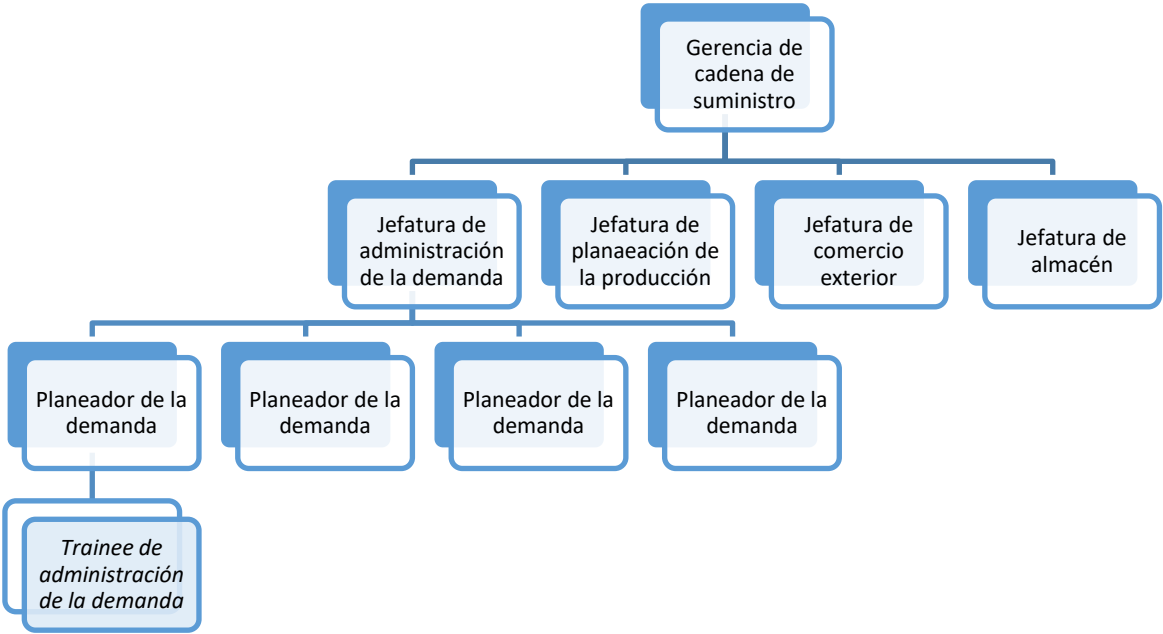 Gerencia de
cadena de
suministro
Jefatura de
administración
de la demanda
Jefatura de
planaeación de
la producción
Jefatura de
comercio
exterior
Jefatura de
almacén
Planeador de la
demanda
Planeador de la
demanda
Planeador de la
demanda
Planeador de la
demanda
Trainee de
administración
de la demanda